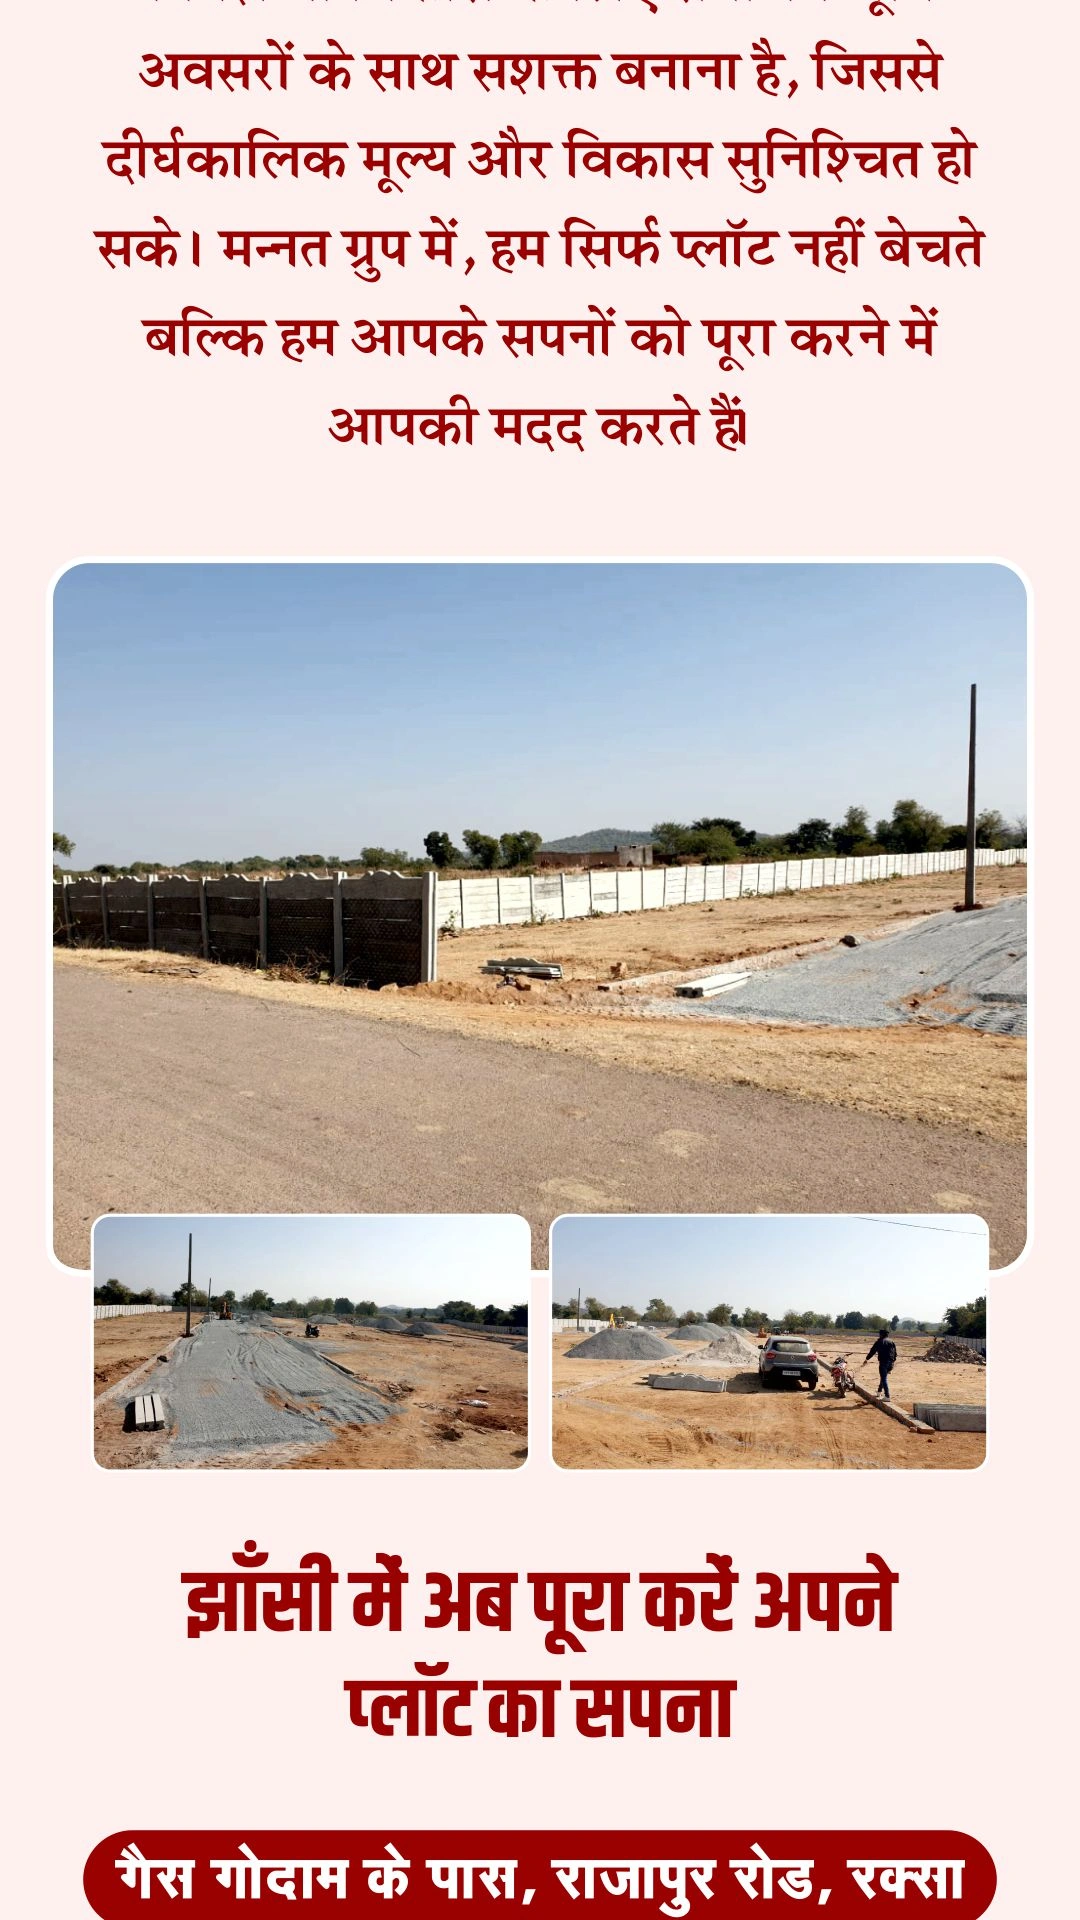 अवसरों के साथ सशक्त बनाना है, जिससे
दीर्घकालिक मूल्य और विकास सुनिश्चित हो
सके। मन्नत ग्रुप में, हम सिर्फ प्लॉट नहीं बेचते
बल्कि हम आपके सपनों को पूरा करने में
आपकी मदद करते हैं।
झाँसी में अब पूरा करें अपने
प्लॉट का सपना
गैस गोदाम के पास, राजापुर रोड, रक्सा